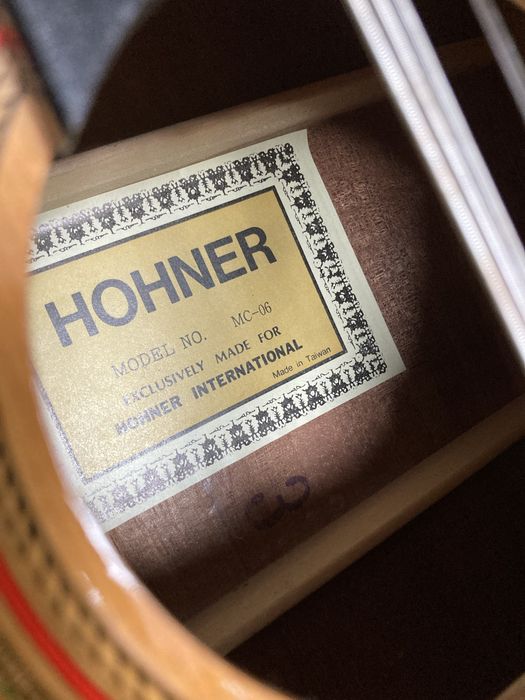 HOHNER
MODEL NO. MC-06
EXCLUSIVELY MADE FOR
HOHNER INTERNATIONAL
Made in Taiwan